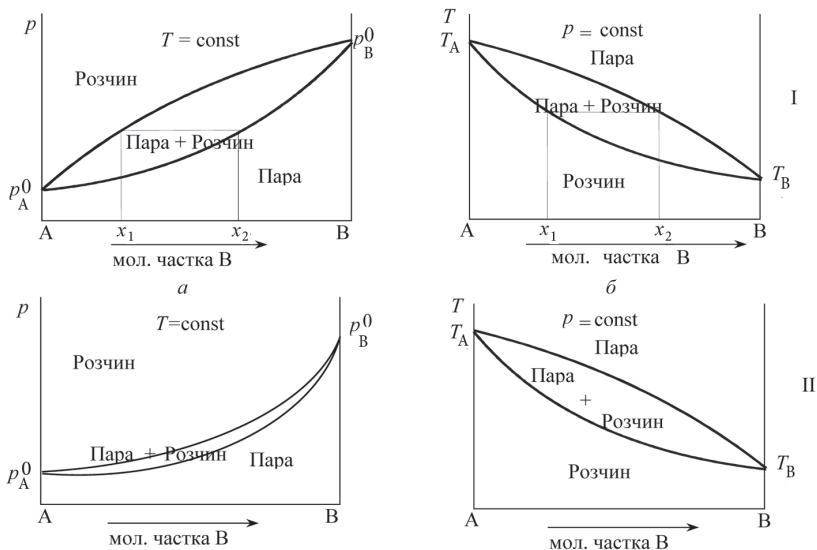 p
T = const
p⁰B
Розчин
Пара + Розчин
Пара
p⁰A
A
x₁
x₂
B
мол. частка B
а
T
TA
p = const
Пара
Пара + Розчин
Розчин
TB
A
x₁
x₂
B
мол. частка B
б
I
p
T=const
p⁰B
Розчин
Пара + Розчин
Пара
p⁰A
A
B
мол. частка B
T
TA
p = const
Пара
Пара
+
Розчин
Розчин
TB
A
B
мол. частка B
II